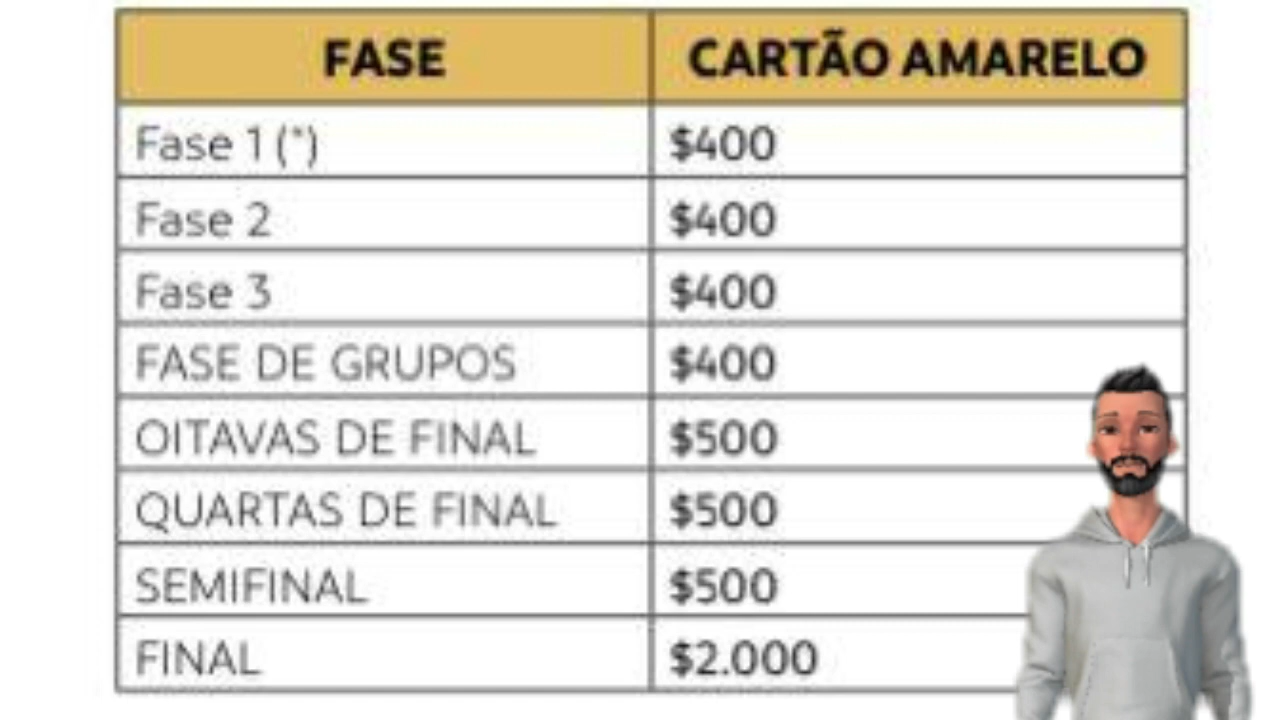 FASE CARTÃO AMARELO
Fase 1 (*) $400
Fase 2 $400
Fase 3 $400
FASE DE GRUPOS $400
OITAVAS DE FINAL $500
QUARTAS DE FINAL $500
SEMIFINAL $500
FINAL $2.000